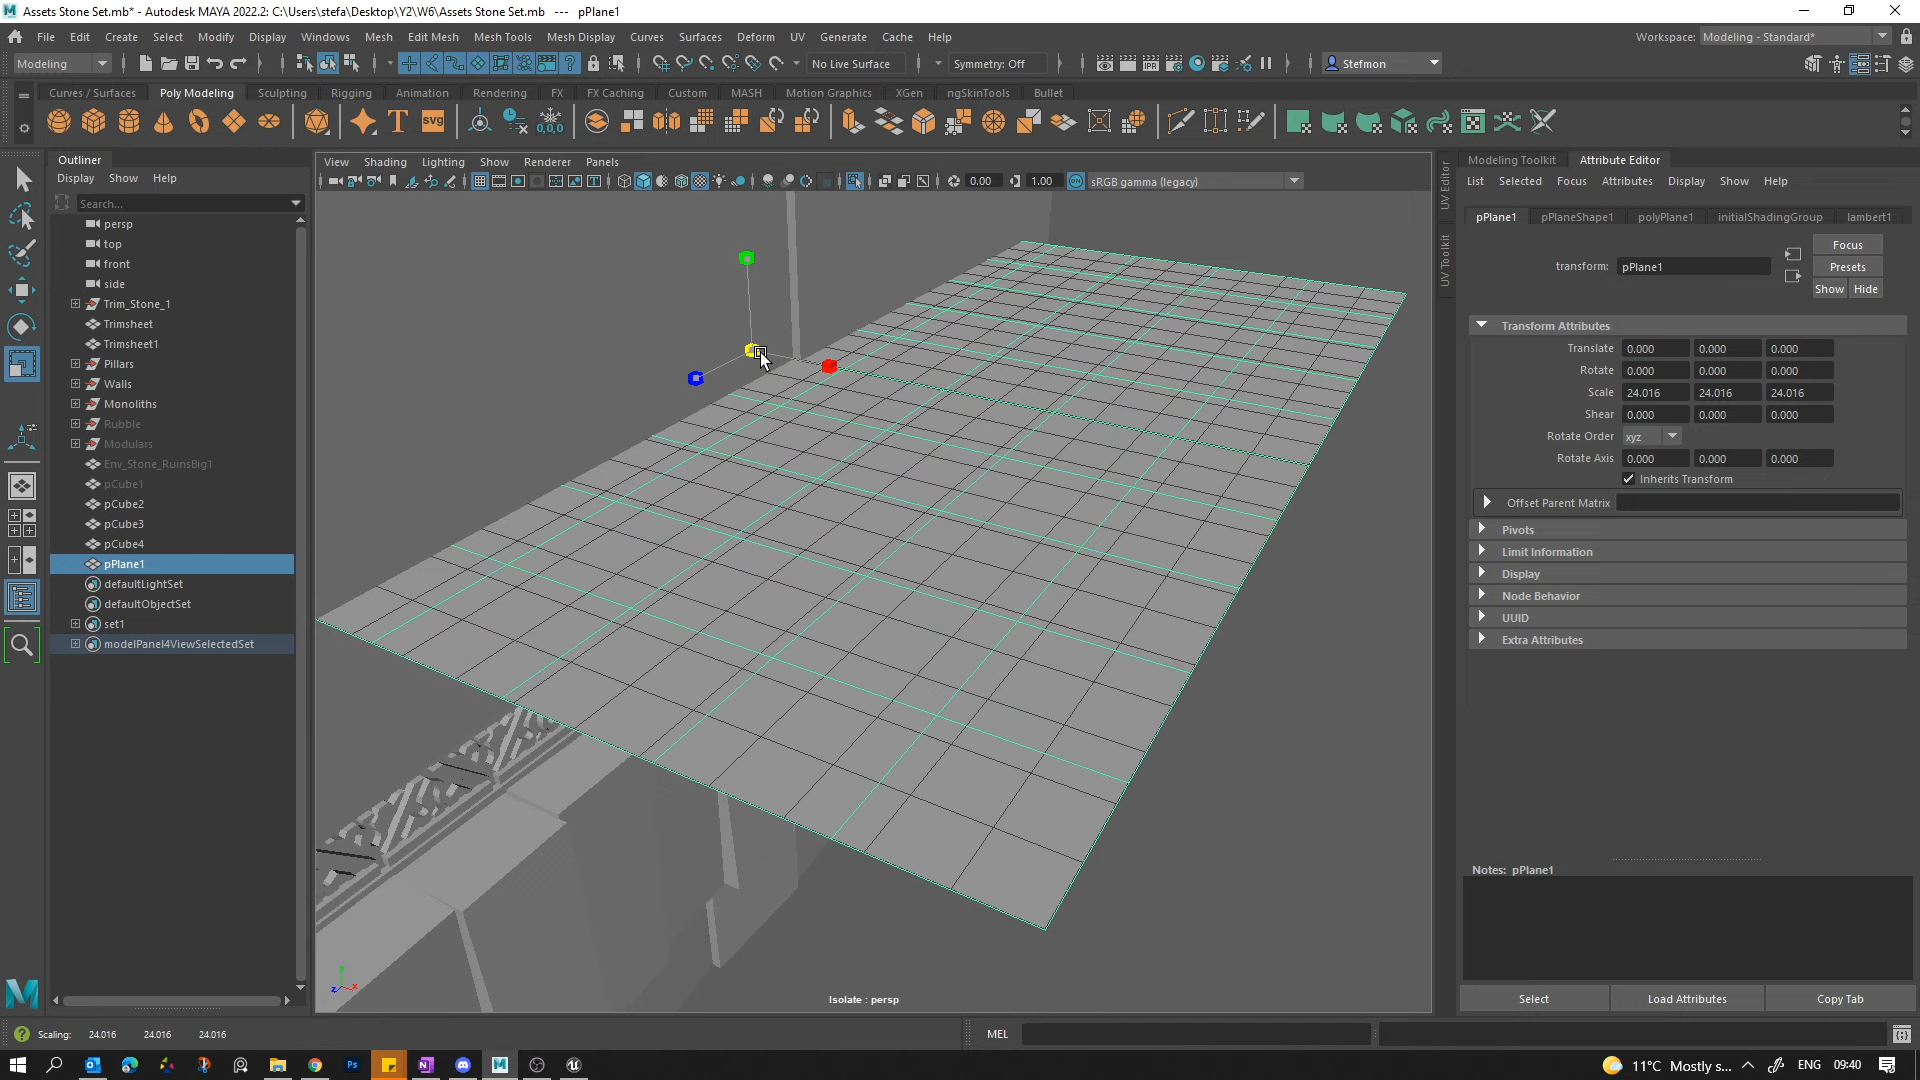 Assets Stone Set.mb* - Autodesk MAYA 2022.2: C:\Users\stefa\Desktop\Y2\W6\Assets Stone Set.mb --- pPlane1
File Edit Create Select Modify Display Windows Mesh Edit Mesh Mesh Tools Mesh Display Curves Surfaces Deform UV Generate Cache Help
Workspace: Modeling - Standard*
Modeling
No Live Surface
Symmetry: Off
Stefmon
Curves / Surfaces Poly Modeling Sculpting Rigging Animation Rendering FX FX Caching Custom MASH Motion Graphics XGen ngSkinTools Bullet
SVG
0,0,0
IPR
Outliner
Display Show Help
Search...
persp
top
front
side
Trim_Stone_1
Trimsheet
Trimsheet1
Pillars
Walls
Monoliths
Rubble
Modulars
Env_Stone_RuinsBig1
pCube1
pCube2
pCube3
pCube4
pPlane1
defaultLightSet
defaultObjectSet
set1
modelPanel4ViewSelectedSet
View Shading Lighting Show Renderer Panels
0.00
1.00
ON
sRGB gamma (legacy)
Isolate : persp
y
x
z
UV Editor
UV Toolkit
Modeling Toolkit Attribute Editor
List Selected Focus Attributes Display Show Help
pPlane1 pPlaneShape1 polyPlane1 initialShadingGroup lambert1
Focus
transform: pPlane1
Presets
Show Hide
Transform Attributes
Translate 0.000 0.000 0.000
Rotate 0.000 0.000 0.000
Scale 24.016 24.016 24.016
Shear 0.000 0.000 0.000
Rotate Order xyz
Rotate Axis 0.000 0.000 0.000
Inherits Transform
Offset Parent Matrix
Pivots
Limit Information
Display
Node Behavior
UUID
Extra Attributes
Notes: pPlane1
Select Load Attributes Copy Tab
Scaling: 24.016 24.016 24.016
MEL
11°C Mostly s...
ENG
09:40